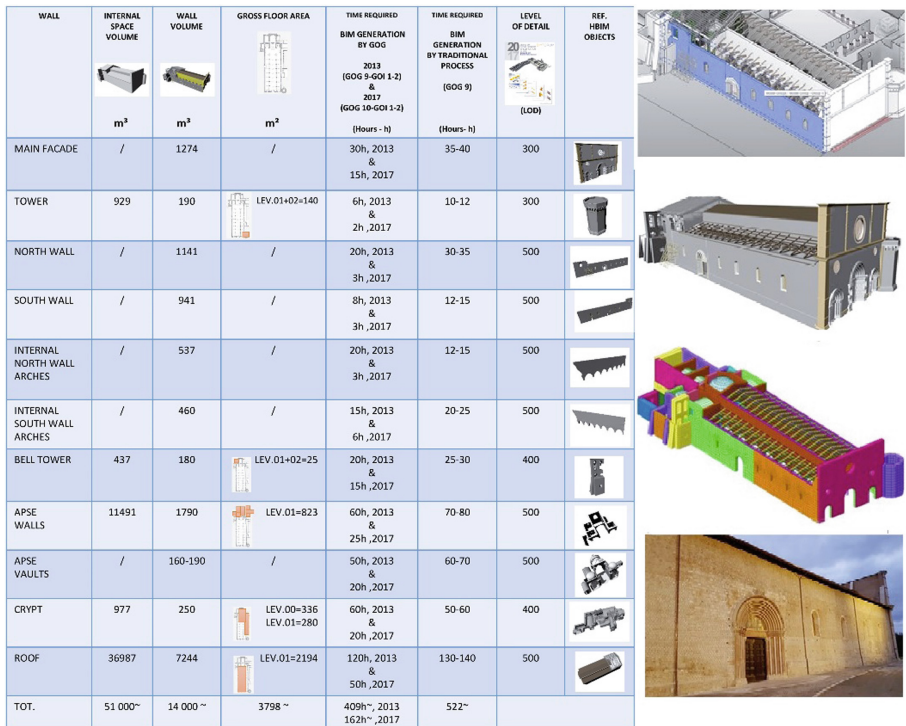 WALL
INTERNAL
SPACE
VOLUME
m³
WALL
VOLUME
m³
GROSS FLOOR AREA
m²
TIME REQUIRED
BIM GENERATION
BY GOG
2013
(GOG 9-GOI 1-2)
&
2017
(GOG 10-GOI 1-2)
(Hours - h)
TIME REQUIRED
BIM
GENERATION
BY TRADITIONAL
PROCESS
(GOG 9)
(Hours- h)
LEVEL
OF DETAIL
20
(LOD)
REF.
HBIM
OBJECTS
MAIN FACADE / 1274 / 30h, 2013 35-40 300
&
15h, 2017
TOWER 929 190 LEV.01+02=140 6h, 2013 10-12 300
&
2h ,2017
NORTH WALL / 1141 / 20h, 2013 30-35 500
&
3h ,2017
SOUTH WALL / 941 / 8h, 2013 12-15 500
&
3h ,2017
INTERNAL / 537 / 20h, 2013 12-15 500
NORTH WALL &
ARCHES 3h ,2017
INTERNAL / 460 / 15h, 2013 20-25 500
SOUTH WALL &
ARCHES 6h ,2017
BELL TOWER 437 180 LEV.01+02=25 20h, 2013 25-30 400
&
15h ,2017
APSE 11491 1790 LEV.01=823 60h, 2013 70-80 500
WALLS &
25h ,2017
APSE / 160-190 / 50h, 2013 60-70 500
VAULTS &
20h ,2017
CRYPT 977 250 LEV.00=336 60h, 2013 50-60 400
LEV.01=280 &
20h ,2017
ROOF 36987 7244 LEV.01=2194 120h, 2013 130-140 500
&
50h ,2017
TOT. 51 000~ 14 000 ~ 3798 ~ 409h~, 2013 522~
162h~ ,2017